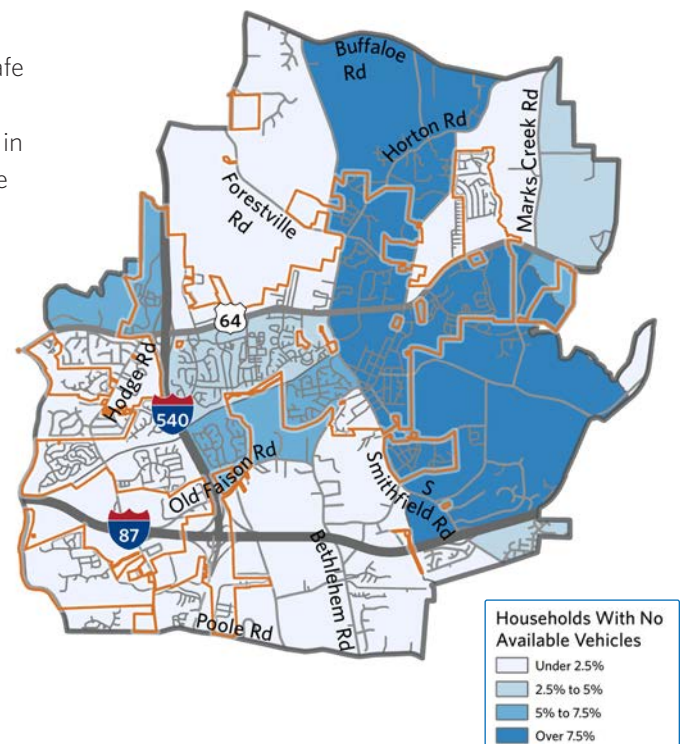 afe
in
e
Buffaloe
Rd
Horton Rd
Marks Creek Rd
Forestville
Rd
64
Hodge Rd
540
Old Faison Rd
S
Smithfield Rd
87
Bethlehem Rd
Poole Rd
Households With No
Available Vehicles
Under 2.5%
2.5% to 5%
5% to 7.5%
Over 7.5%